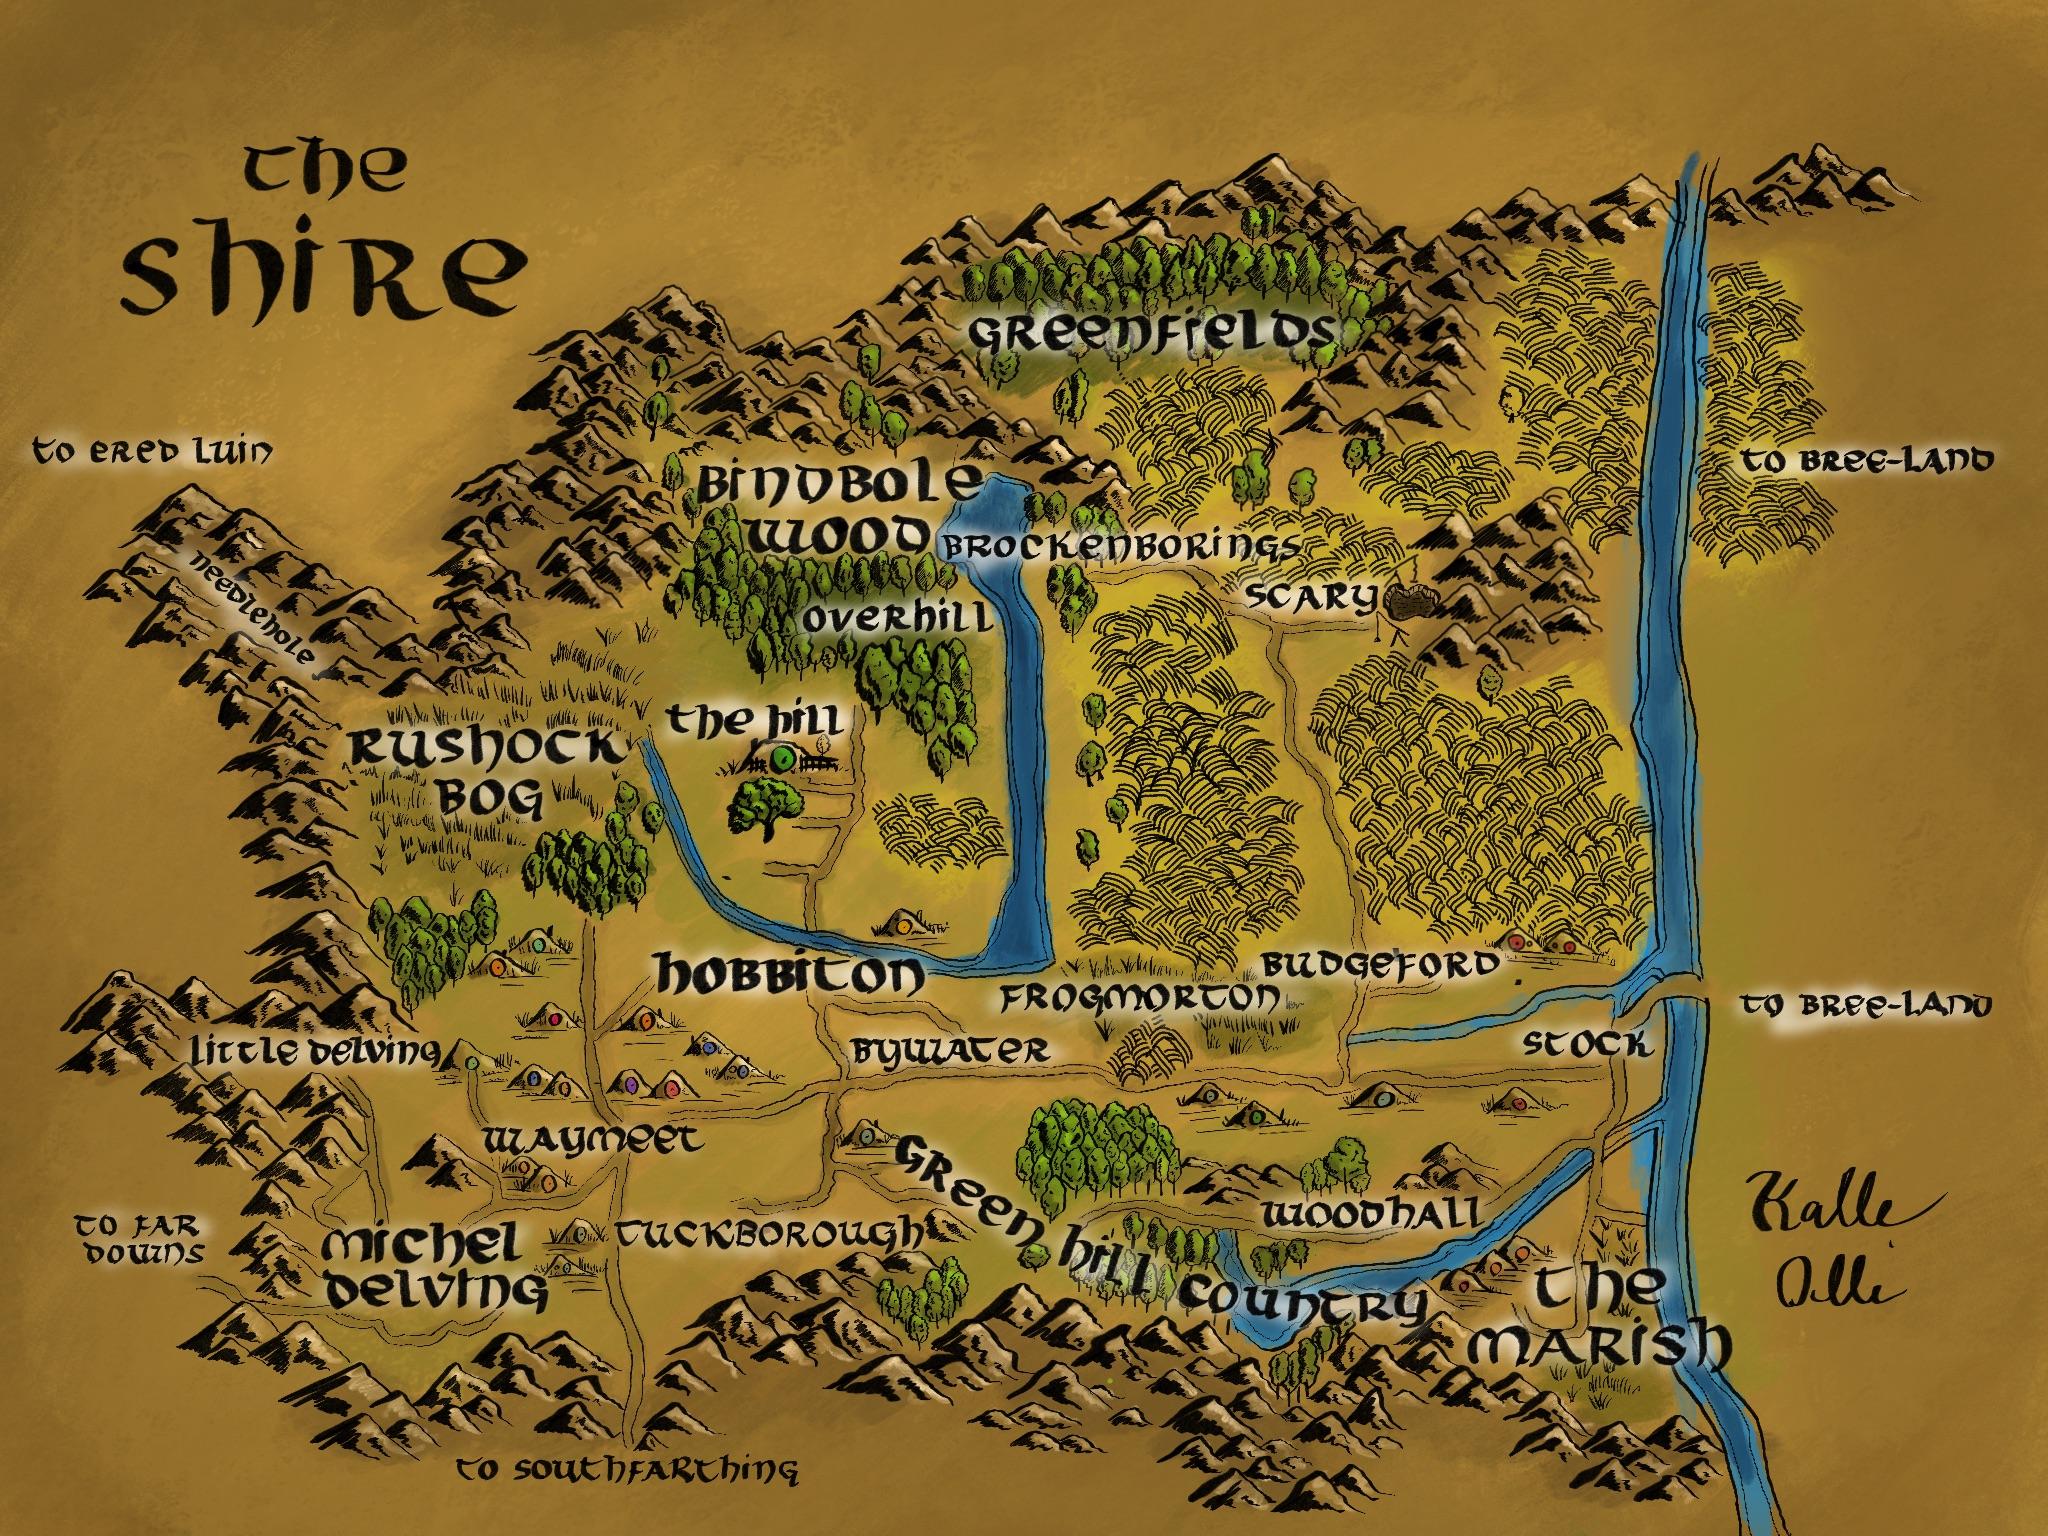 the
shire
Greenfields
to ered luin
to Bree-land
Bindbole
wood
Brockenborings
needlehole
Scary
overhill
the hill
Rushock
Bog
hobbiton
Budgeford
Frogmorton
to Bree-land
little delving
Bywater
Stock
waymeet
Green hill country
woodhall
to far
downs
michel
delving
Tuckborough
the
marish
Kalle
Olli
to southfarthing